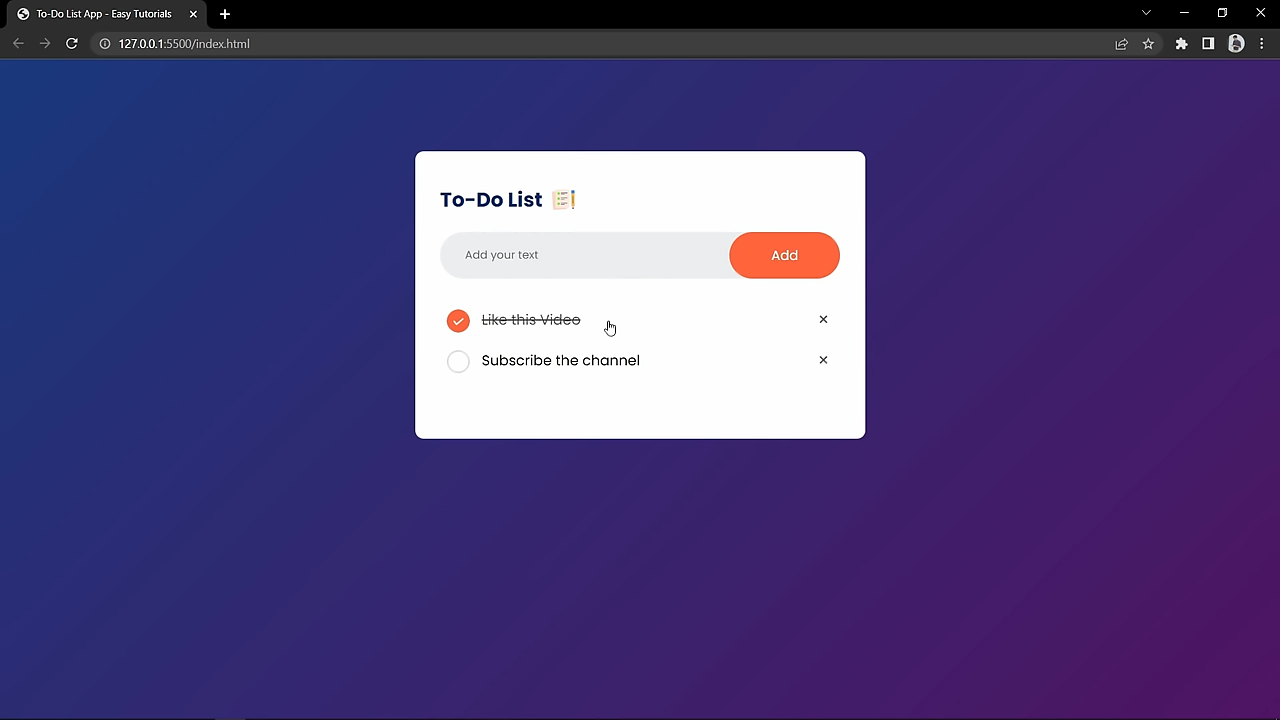 To-Do List App - Easy Tutorials
127.0.0.1:5500/index.html
To-Do List
Add your text
Add
Like this Video
Subscribe the channel